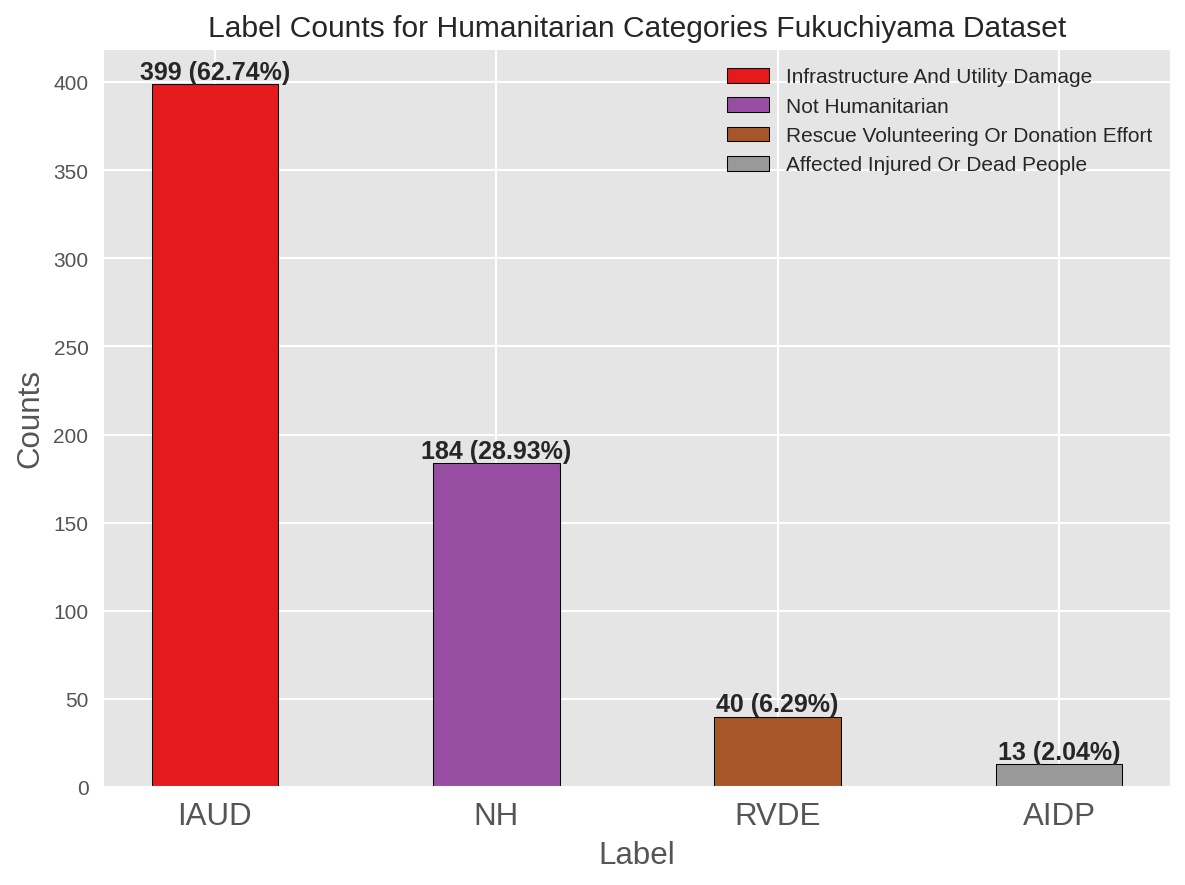 Label Counts for Humanitarian Categories Fukuchiyama Dataset
399 (62.74%)
400
Infrastructure And Utility Damage
Not Humanitarian
Rescue Volunteering Or Donation Effort
Affected Injured Or Dead People
350
300
250
Counts
200
184 (28.93%)
150
100
50
40 (6.29%)
13 (2.04%)
0
IAUD
NH
RVDE
AIDP
Label